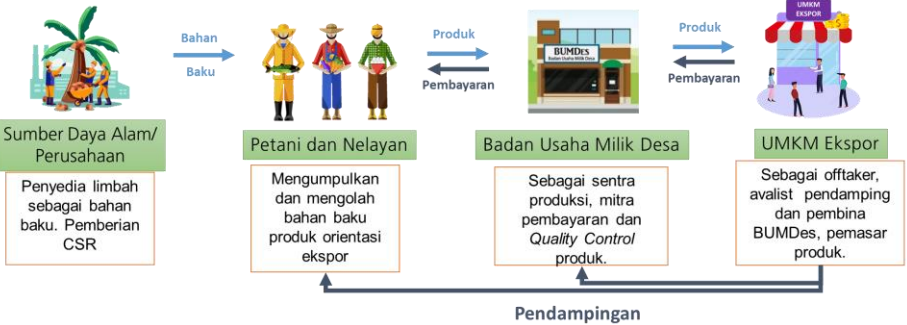 UMKM
EKSPOR
Bahan
Baku
Produk
Pembayaran
BUMDES
Badan Usaha Milik Desa
Produk
Pembayaran
Sumber Daya Alam/
Perusahaan
Petani dan Nelayan
Badan Usaha Milik Desa
UMKM Ekspor
Penyedia limbah
sebagai bahan
baku. Pemberian
CSR
Mengumpulkan
dan mengolah
bahan baku
produk orientasi
ekspor
Sebagai sentra
produksi, mitra
pembayaran dan
Quality Control
produk.
Sebagai offtaker,
avalist pendamping
dan pembina
BUMDes, pemasar
produk.
Pendampingan